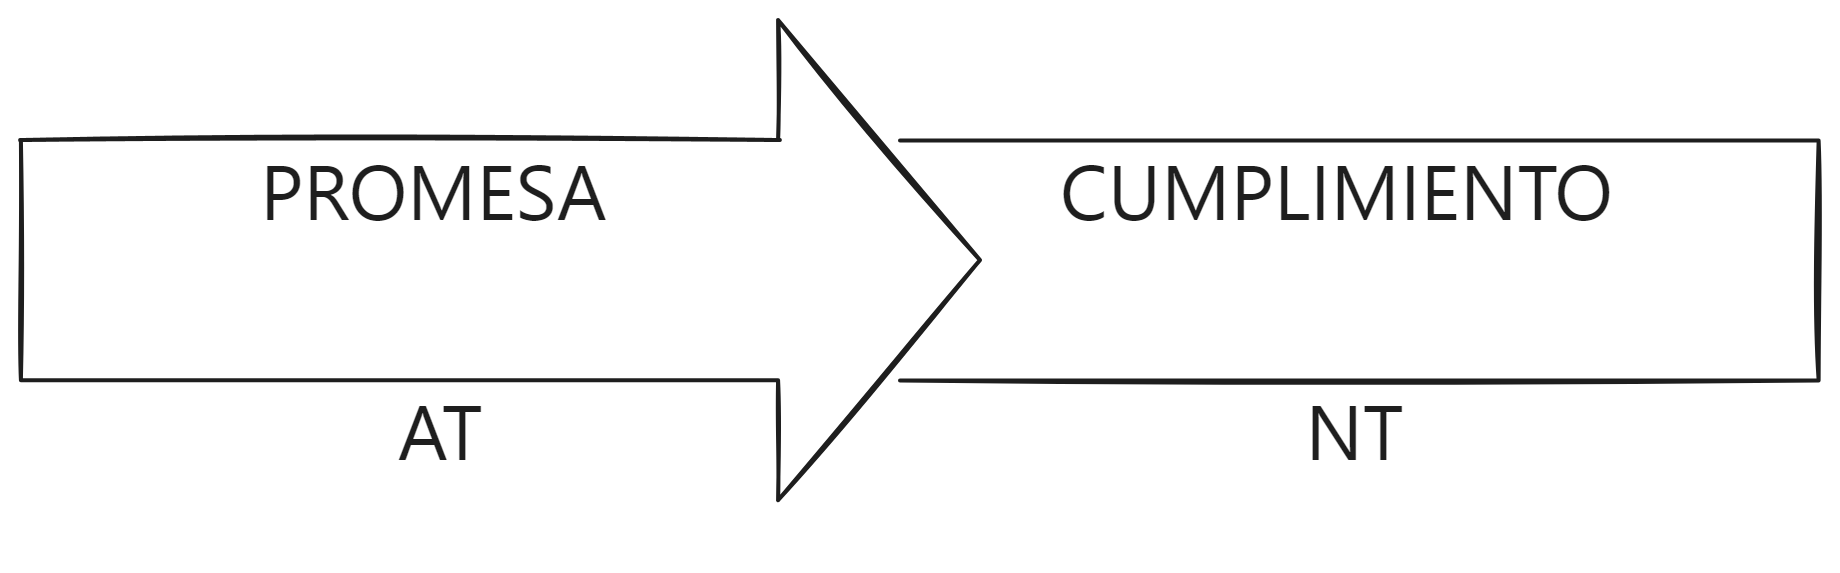 PROMESA
CUMPLIMIENTO
AT
NT